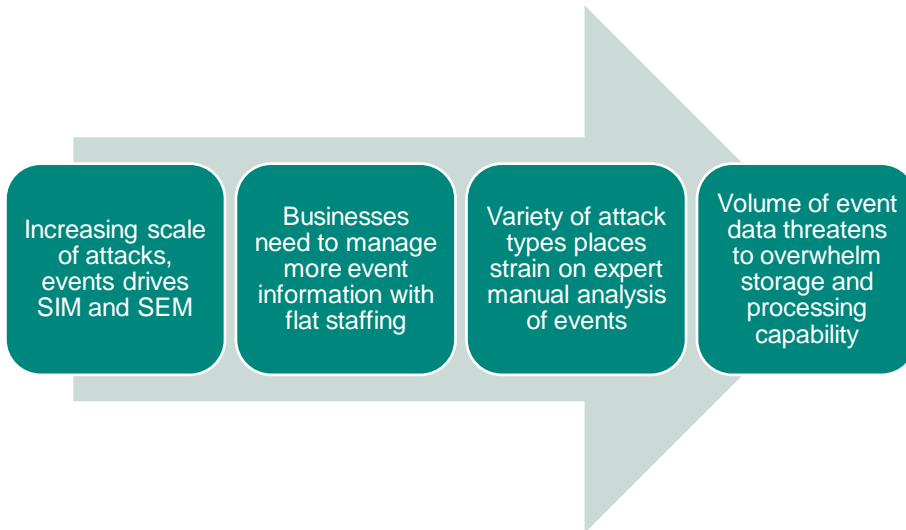 Increasing scale
of attacks,
events drives
SIM and SEM
Businesses
need to manage
more event
information with
flat staffing
Variety of attack
types places
strain on expert
manual analysis
of events
Volume of event
data threatens
to overwhelm
storage and
processing
capability